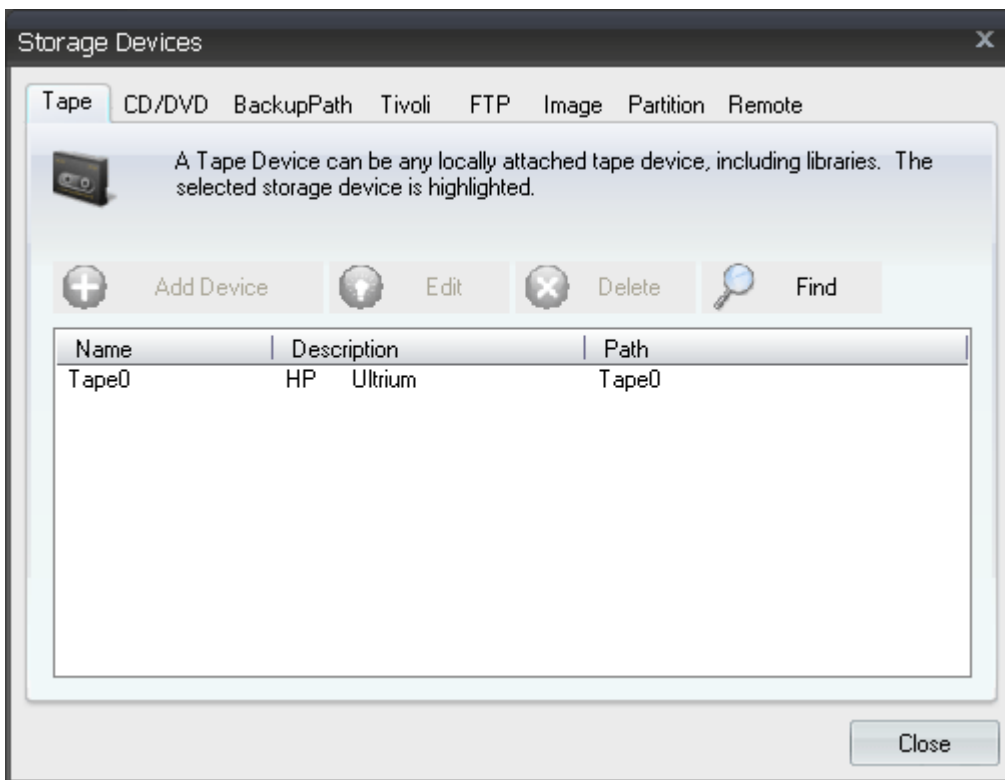 Storage Devices
Tape CD/DVD BackupPath Tivoli FTP Image Partition Remote
A Tape Device can be any locally attached tape device, including libraries. The
selected storage device is highlighted.
Add Device Edit Delete Find
Name Description Path
Tape0 HP Ultrium Tape0
Close